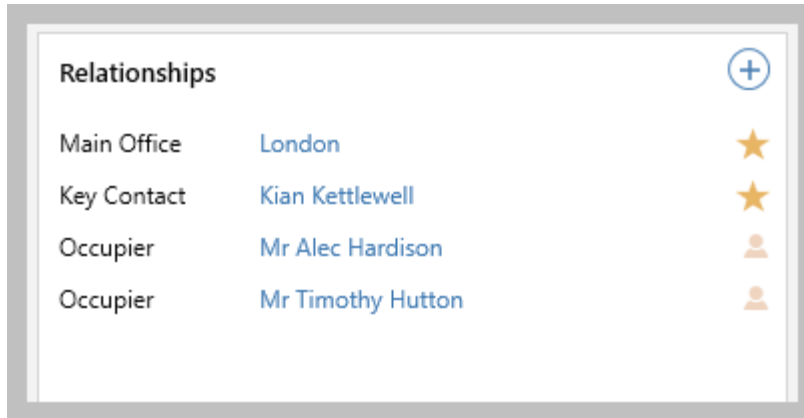 Relationships
Main Office London
Key Contact Kian Kettlewell
Occupier Mr Alec Hardison
Occupier Mr Timothy Hutton